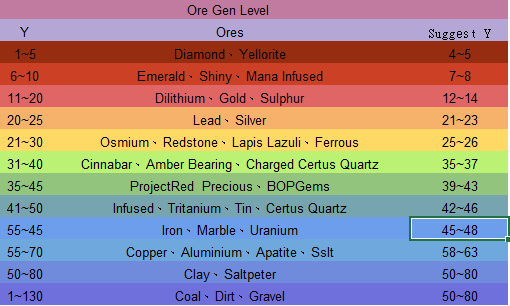 Ore Gen Level
Y Ores Suggest Y
1~5 Diamond、Yellorite 4~5
6~10 Emerald、Shiny、Mana Infused 7~8
11~20 Dilithium、Gold、Sulphur 12~14
20~25 Lead、Silver 21~23
21~30 Osmium、Redstone、Lapis Lazuli、Ferrous 25~26
31~40 Cinnabar、Amber Bearing、Charged Certus Quartz 35~37
35~45 ProjectRed Precious、BOPGems 39~43
41~50 Infused、Tritanium、Tin、Certus Quartz 42~46
55~45 Iron、Marble、Uranium 45~48
55~70 Copper、Aluminium、Apatite、Sslt 58~63
50~80 Clay、Saltpeter 50~80
1~130 Coal、Dirt、Gravel 50~80